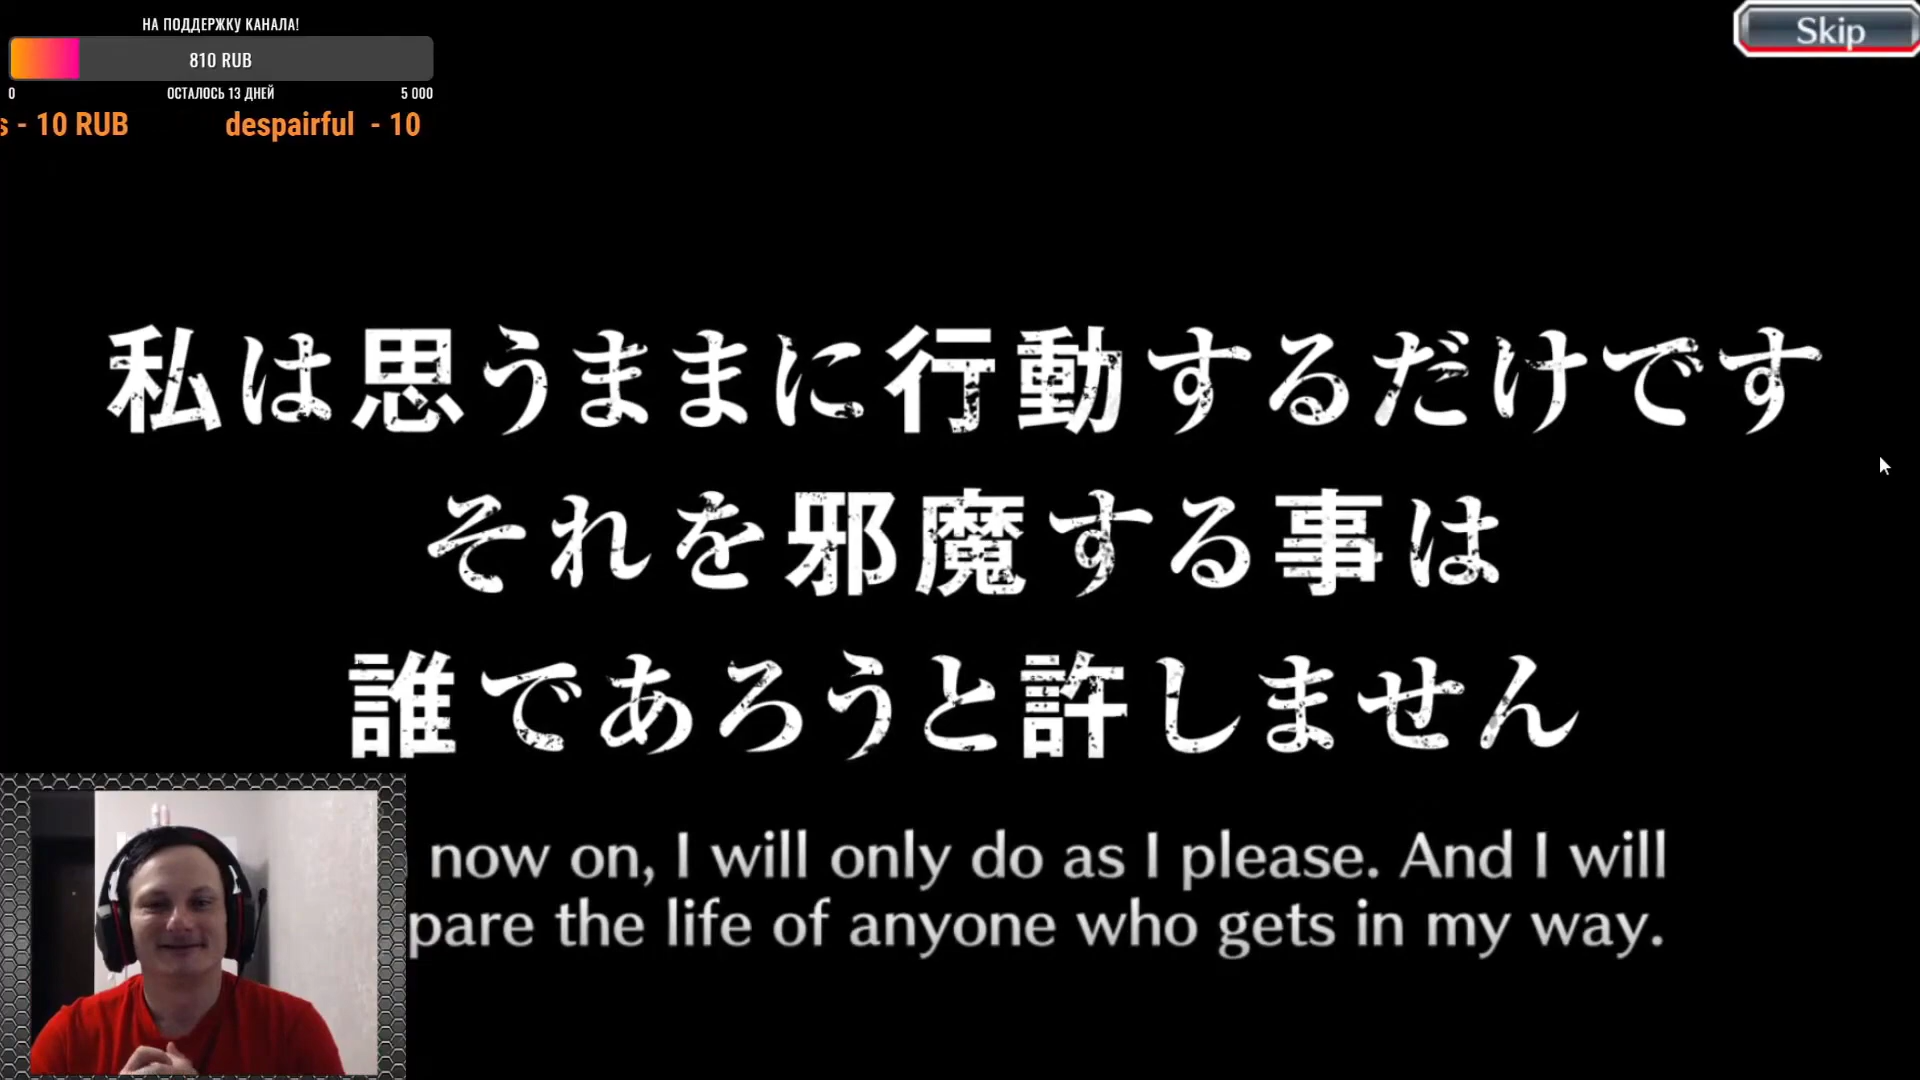 НА ПОДДЕРЖКУ КАНАЛА!
810 RUB
0 ОСТАЛОСЬ 13 ДНЕЙ 5 000
- 10 RUB despairful - 10
Skip
私は思うままに行動するだけです
それを邪魔する事は
誰であろうと許しません
now on, I will only do as I please. And I will
pare the life of anyone who gets in my way.